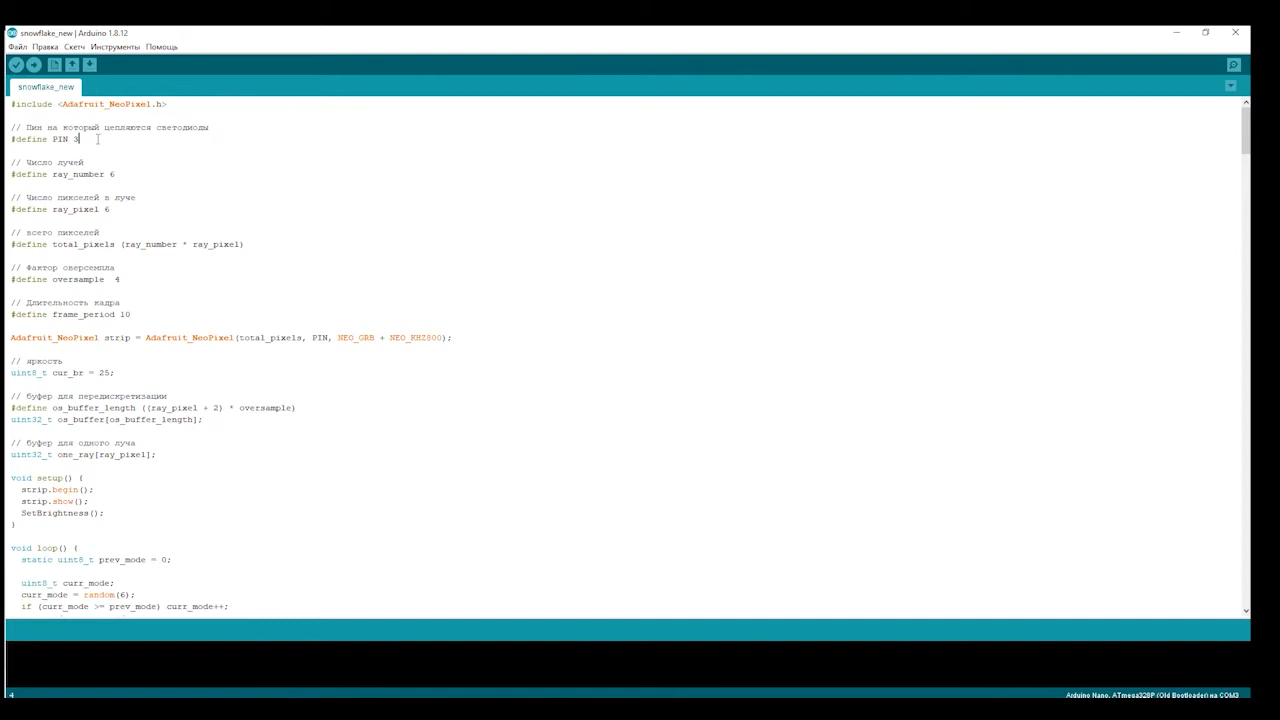 snowflake_new | Arduino 1.8.12
Файл Правка Скетч Инструменты Помощь
snowflake_new
#include <Adafruit_NeoPixel.h>
// Пин на который цепляются светодиоды
#define PIN 3
// Число лучей
#define ray_number 6
// Число пикселей в луче
#define ray_pixel 6
// всего пикселей
#define total_pixels (ray_number * ray_pixel)
// Фактор оверсемпла
#define oversample  4
// Длительность кадра
#define frame_period 10
Adafruit_NeoPixel strip = Adafruit_NeoPixel(total_pixels, PIN, NEO_GRB + NEO_KHZ800);
// яркость
uint8_t cur_br = 25;
// буфер для передискретизации
#define os_buffer_length ((ray_pixel + 2) * oversample)
uint32_t os_buffer[os_buffer_length];
// буфер для одного луча
uint32_t one_ray[ray_pixel];
void setup() {
  strip.begin();
  strip.show();
  SetBrightness();
}
void loop() {
  static uint8_t prev_mode = 0;
  uint8_t curr_mode;
  curr_mode = random(6);
  if (curr_mode >= prev_mode) curr_mode++;
4
Arduino Nano, ATmega328P (Old Bootloader) на COM3